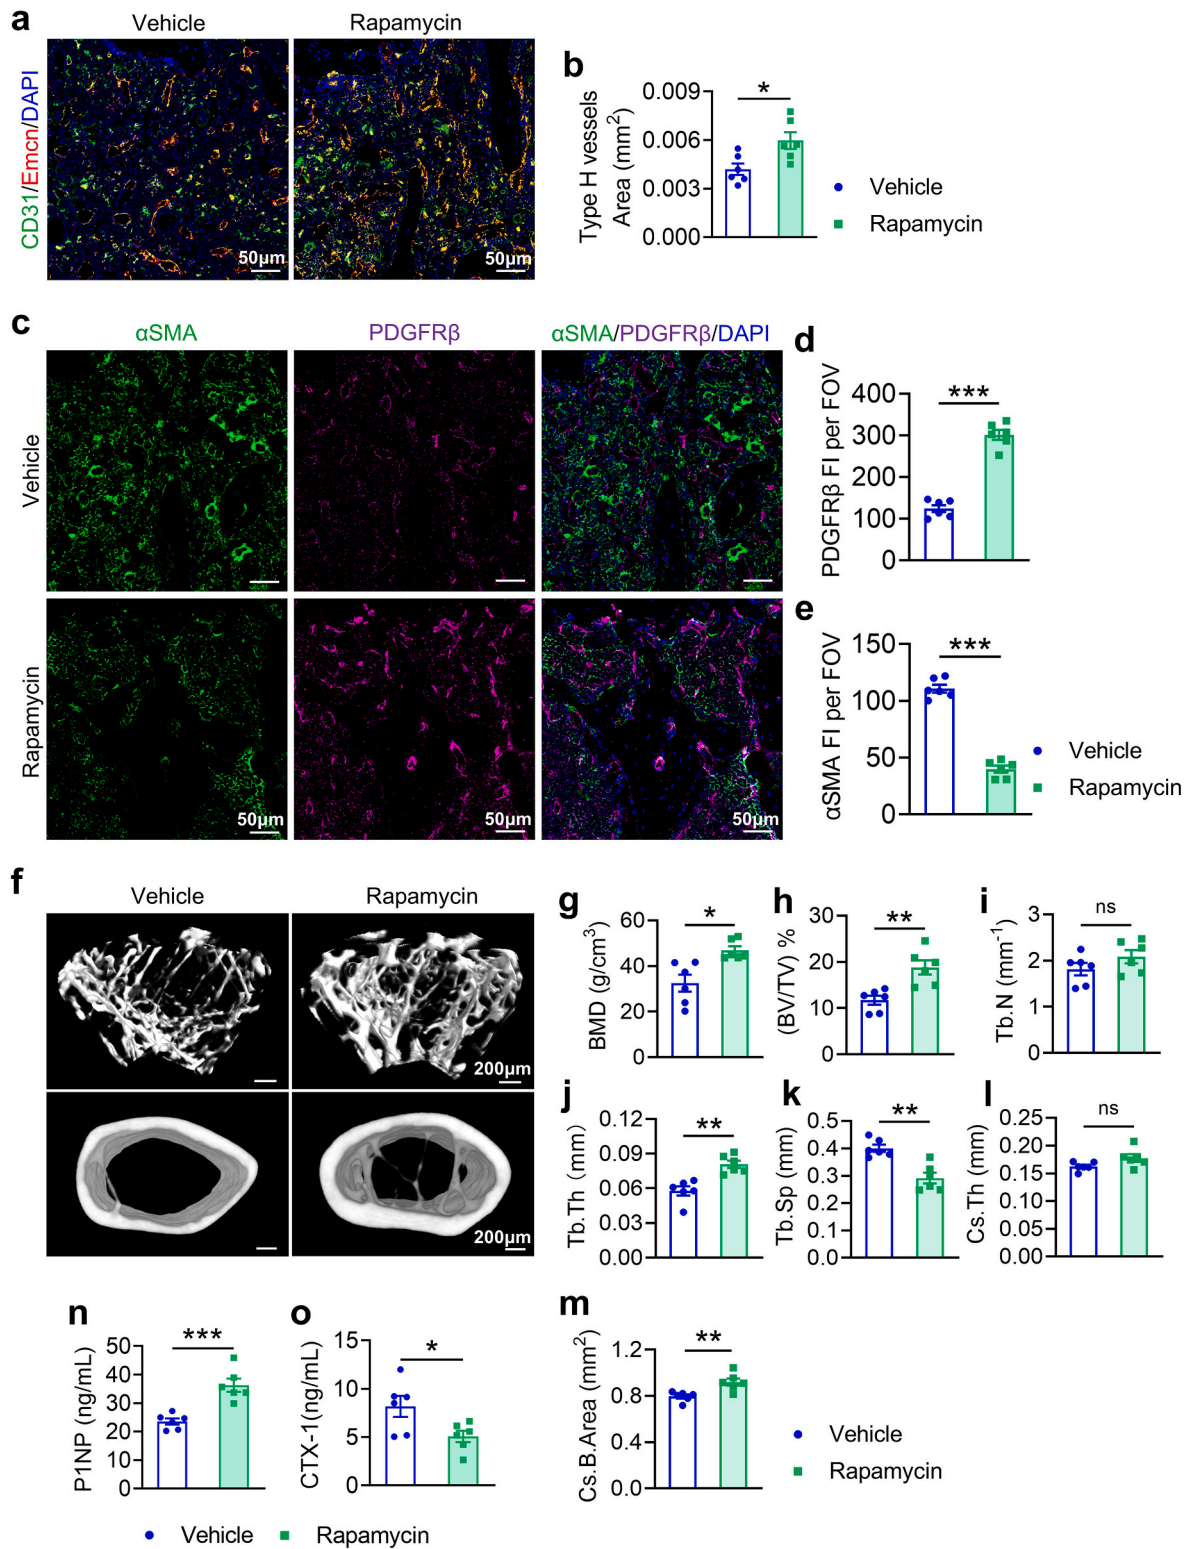 a
Vehicle
Rapamycin
CD31/Emcn/DAPI
50μm
50μm
b
Type H vessels
Area (mm²)
0.009
0.006
0.003
0.000
*
Vehicle
Rapamycin
c
αSMA
PDGFRβ
αSMA/PDGFRβ/DAPI
Vehicle
Rapamycin
50μm
50μm
50μm
d
PDGFRβ FI per FOV
400
300
200
100
0
***
e
αSMA FI per FOV
150
100
50
0
***
Vehicle
Rapamycin
f
Vehicle
Rapamycin
200μm
200μm
g
BMD (g/cm³)
60
40
20
0
*
h
(BV/TV) %
30
20
10
0
**
i
Tb.N (mm⁻¹)
3
2
1
0
ns
j
Tb.Th (mm)
0.12
0.09
0.06
0.03
0.00
**
k
Tb.Sp (mm)
0.5
0.4
0.3
0.2
0.1
0.0
**
l
Cs.Th (mm)
0.25
0.20
0.15
0.10
0.05
0.00
ns
n
P1NP (ng/mL)
50
40
30
20
10
0
***
o
CTX-1(ng/mL)
15
10
5
0
*
m
Cs.B.Area (mm²)
1.2
0.8
0.4
0.0
**
Vehicle
Rapamycin
Vehicle
Rapamycin